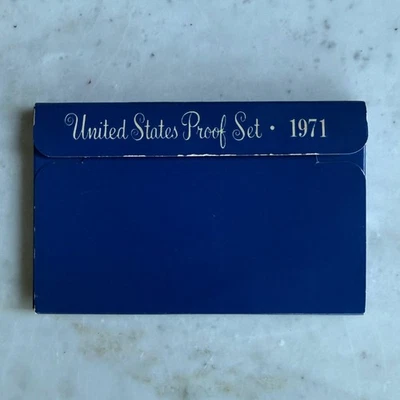 United States Proof Set • 1971